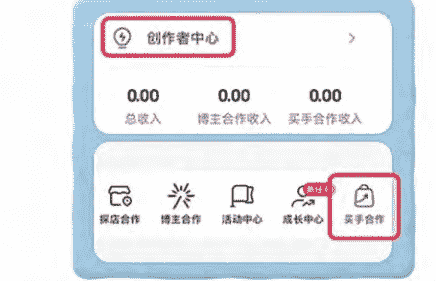 创作者中心
0.00 0.00 0.00
总收入 博主合作收入 买手合作收入
探店合作 博主合作 活动中心 成长中心 买手合作